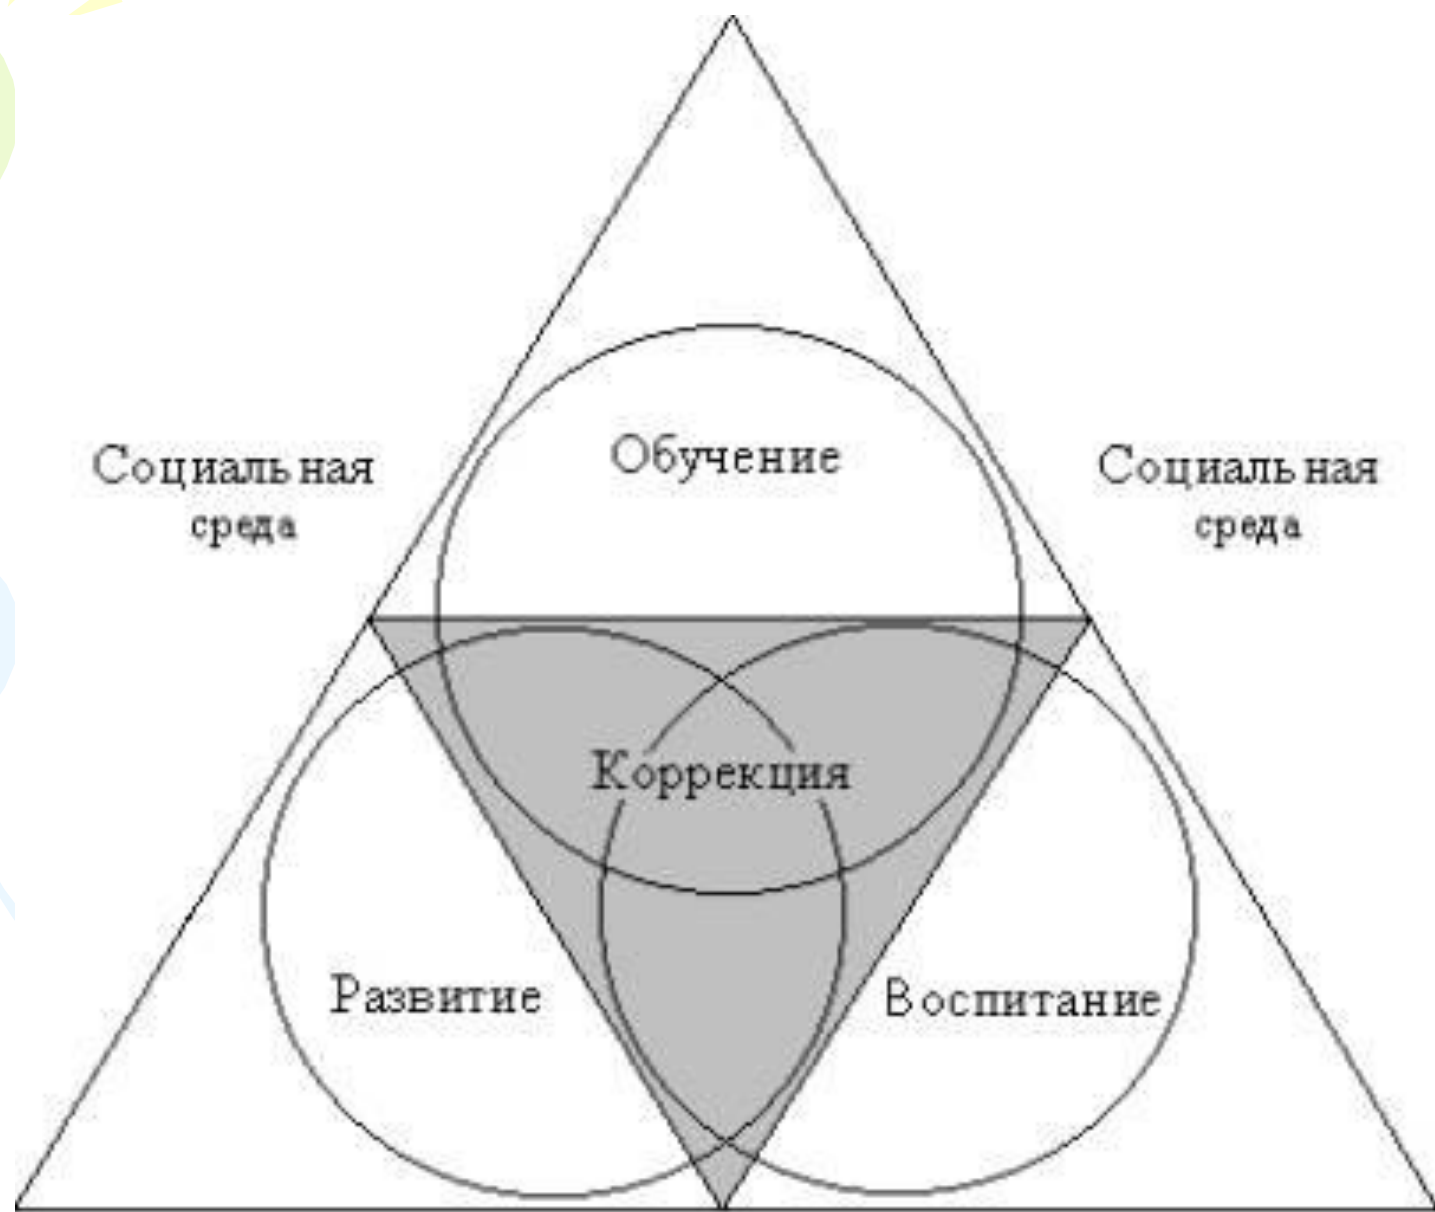 Обучение
Социальная
среда
Социальная
среда
Коррекция
Развитие
Воспитание